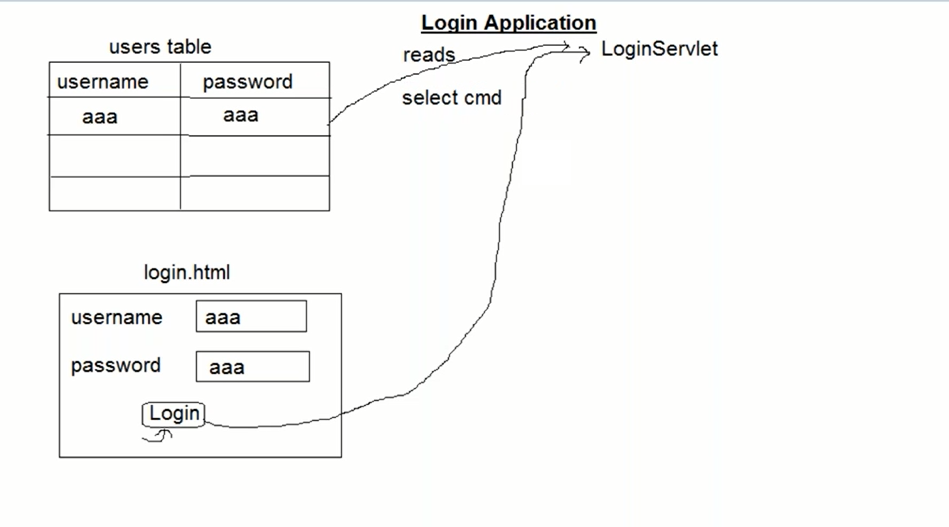 Login Application
users table
reads
LoginServlet
username password
select cmd
aaa aaa
login.html
username aaa
password aaa
Login